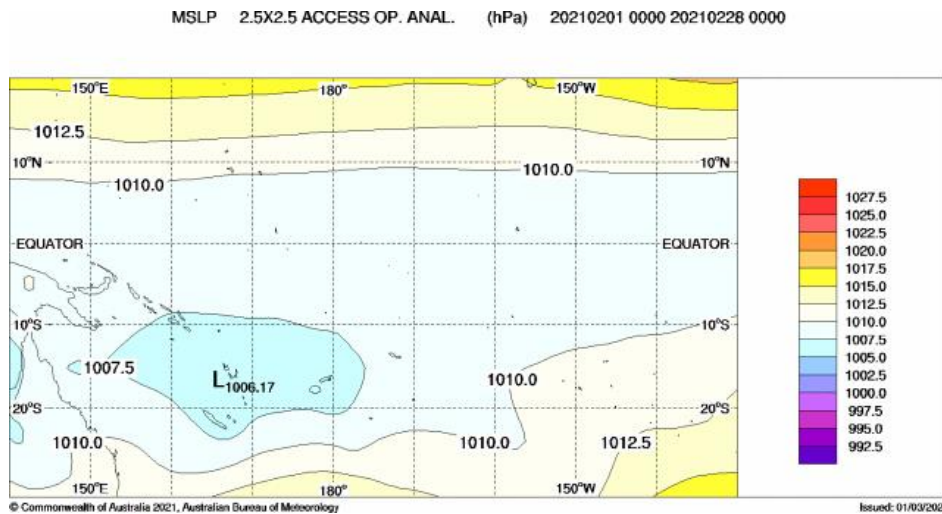 MSLP 2.5X2.5 ACCESS OP. ANAL. (hPa) 20210201 0000 20210228 0000
150°E 180° 150°W
1012.5
10°N 10°N
1010.0 1010.0
EQUATOR EQUATOR
10°S 10°S
1007.5
L 1006.17
1010.0
20°S 20°S
1010.0 1010.0 1012.5
150°E 180° 150°W
1027.5
1025.0
1022.5
1020.0
1017.5
1015.0
1012.5
1010.0
1007.5
1005.0
1002.5
1000.0
997.5
995.0
992.5
© Commonwealth of Australia 2021, Australian Bureau of Meteorology Issued: 01/03/202